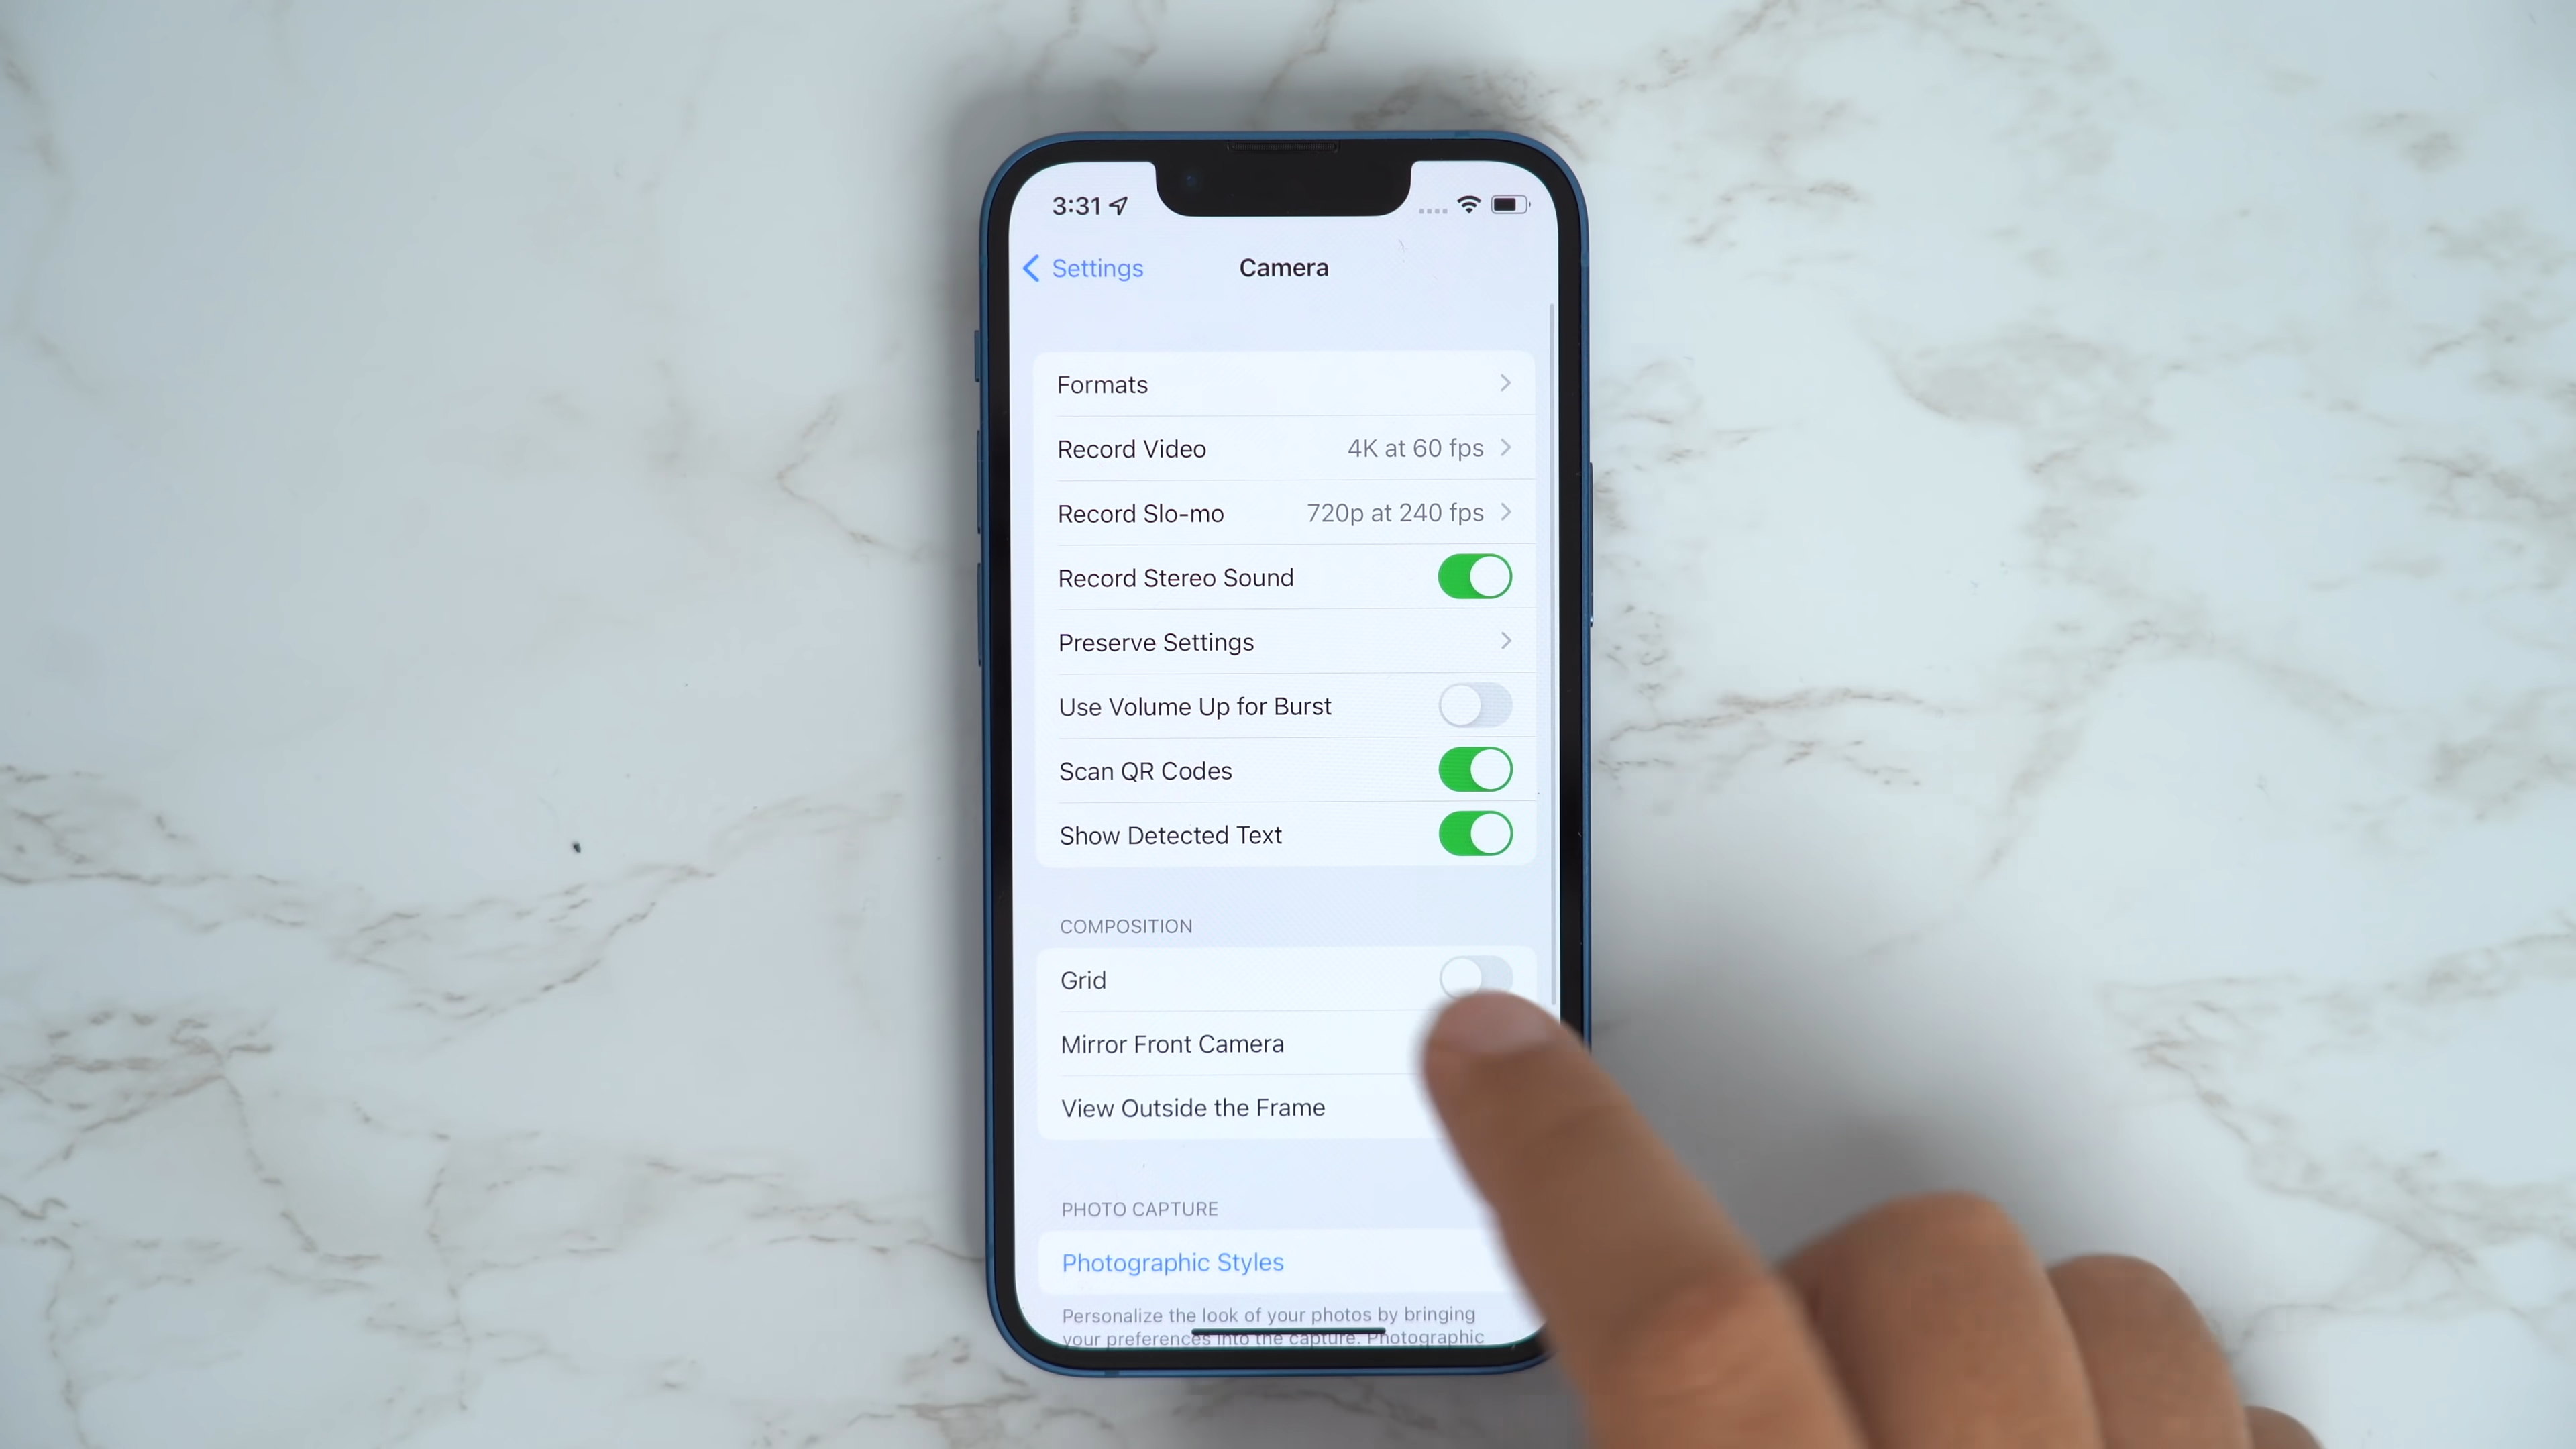 3:31
Settings
Camera
Formats
Record Video 4K at 60 fps
Record Slo-mo 720p at 240 fps
Record Stereo Sound
Preserve Settings
Use Volume Up for Burst
Scan QR Codes
Show Detected Text
COMPOSITION
Grid
Mirror Front Camera
View Outside the Frame
PHOTO CAPTURE
Photographic Styles
Personalize the look of your photos by bringing
your preferences into the capture. Photographic